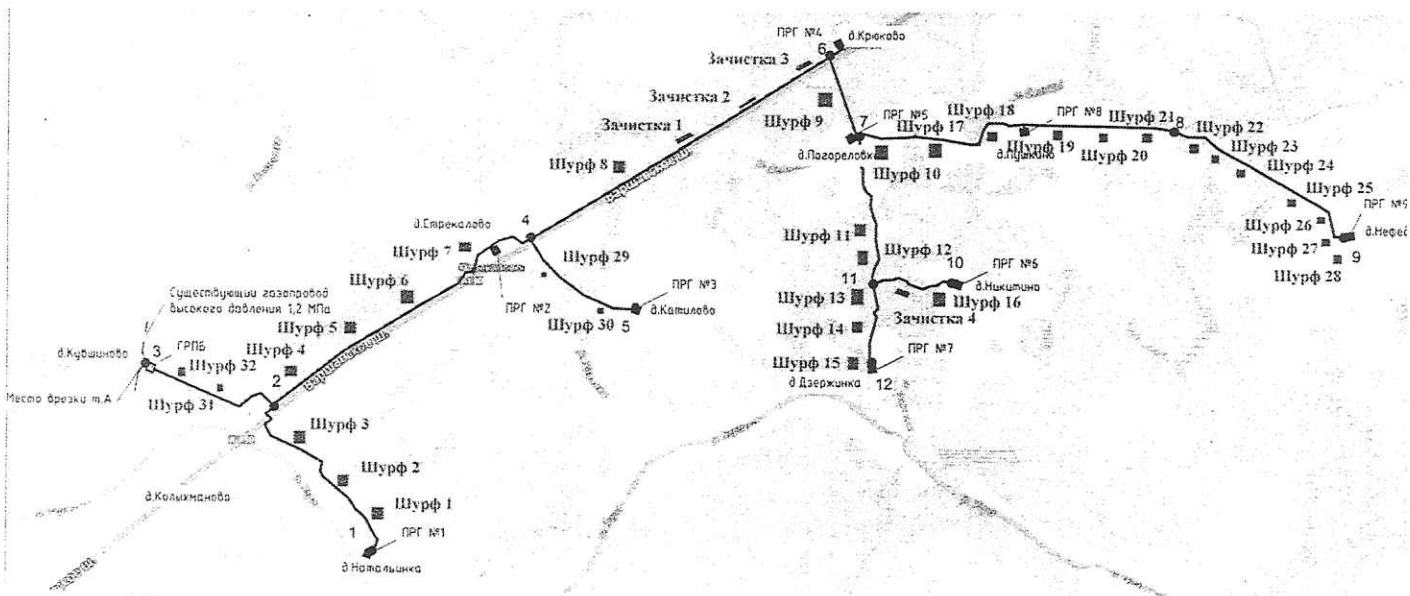 ПРГ №4
д.Крюково
6
Зачистка 3
Зачистка 2
Зачистка 1
Шурф 9
7
ПРГ №5
Шурф 17
Шурф 18
ПРГ №8
Шурф 21
8
Шурф 22
д.Погореловка
Шурф 10
д.Пушкино
Шурф 19
Шурф 20
Шурф 23
Шурф 24
Шурф 8
Шурф 25
ПРГ №9
Шурф 26
д.Нефед
9
Шурф 27
Шурф 28
д.Стрекалово
4
Шурф 7
Шурф 29
Шурф 11
Шурф 12
Шурф 6
ПРГ №2
ПРГ №3
д.Катилово
5
Шурф 30
11
10
ПРГ №6
д.Никитино
Шурф 13
Шурф 16
Зачистка 4
Существующий газопровод
высокого давления 1,2 МПа
Шурф 5
Шурф 14
д.Кувшиново
3
ГРПБ
Шурф 4
Варшавское ш.
Шурф 15
ПРГ №7
12
д.Дзержинка
Шурф 32
2
Место врезки т.А
Шурф 31
Шурф 3
Шурф 2
д.Колыхманово
Шурф 1
1
ПРГ №1
д.Натальинка